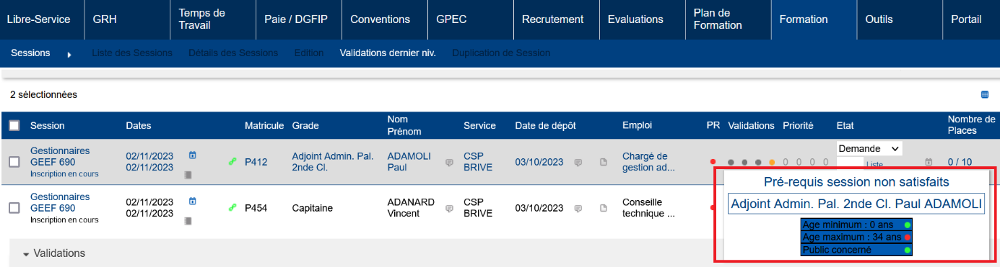 Libre-Service GRH Temps de Travail Paie / DGFIP Conventions GPEC Recrutement Evaluations Plan de Formation Formation Outils Portail
Sessions Liste des Sessions Détails des Sessions Edition Validations dernier niv. Duplication de Session
2 sélectionnées
Session Dates Matricule Grade Nom Prénom Service Date de dépôt Emploi PR Validations Priorité Etat Nombre de Places
Gestionnaires 02/11/2023 P412 Adjoint Admin. Pal. ADAMOLI CSP 03/10/2023 Chargé de 0 0 0 0 Demande 0 / 10
GEEF 690 02/11/2023 2nde Cl. Paul BRIVE gestion ad... Liste
Inscription en cours
Pré-requis session non satisfaits
Adjoint Admin. Pal. 2nde Cl. Paul ADAMOLI
Age minimum : 0 ans
Age maximum : 34 ans
Public concerné
Gestionnaires 02/11/2023 P454 Capitaine ADANARD CSP 03/10/2023 Conseille
GEEF 690 02/11/2023 Vincent BRIVE technique ...
Inscription en cours
Validations